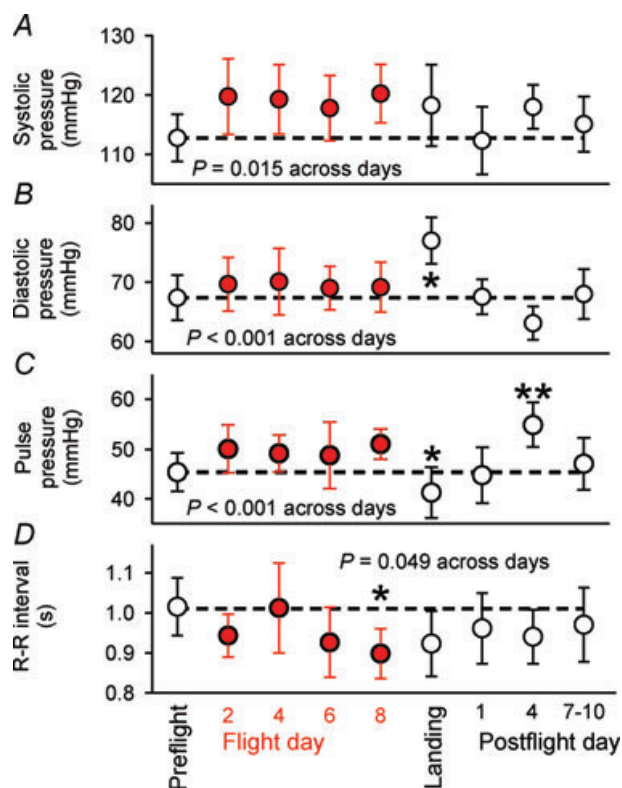 A
Systolic
pressure
(mmHg)
130
120
110
P = 0.015 across days
B
Diastolic
pressure
(mmHg)
80
70
60
*
P < 0.001 across days
C
Pulse
pressure
(mmHg)
60
50
40
*
**
P < 0.001 across days
D
R-R interval
(s)
1.1
1.0
0.9
0.8
P = 0.049 across days
*
Preflight
2 4 6 8
Flight day
Landing
1 4 7-10
Postflight day